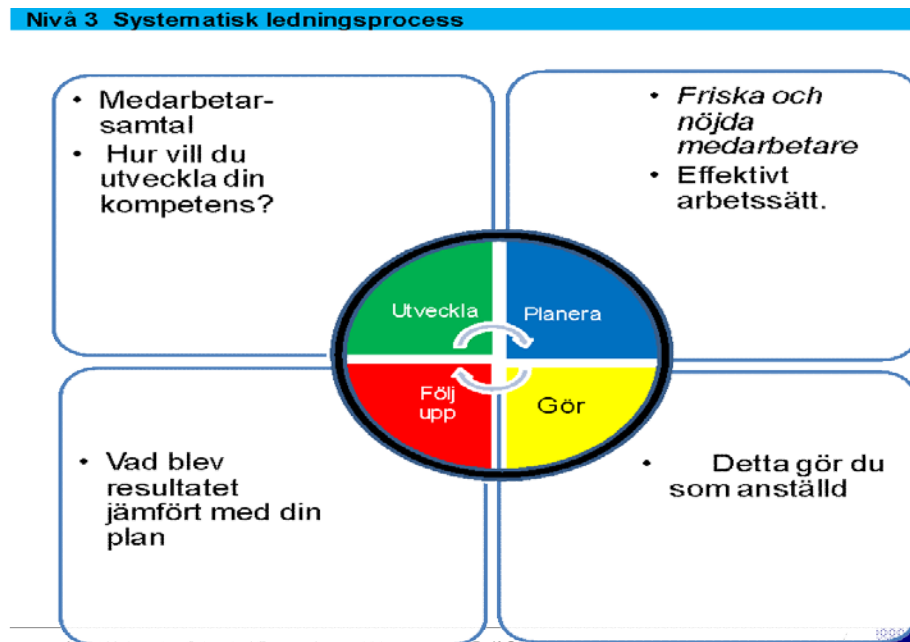 Nivå 3 Systematisk ledningsprocess
• Medarbetar-
samtal
• Hur vill du
utveckla din
kompetens?
• Friska och
nöjda
medarbetare
• Effektivt
arbetssätt.
Utveckla
Planera
Följ
upp
Gör
• Vad blev
resultatet
jämfört med din
plan
• Detta gör du
som anställd